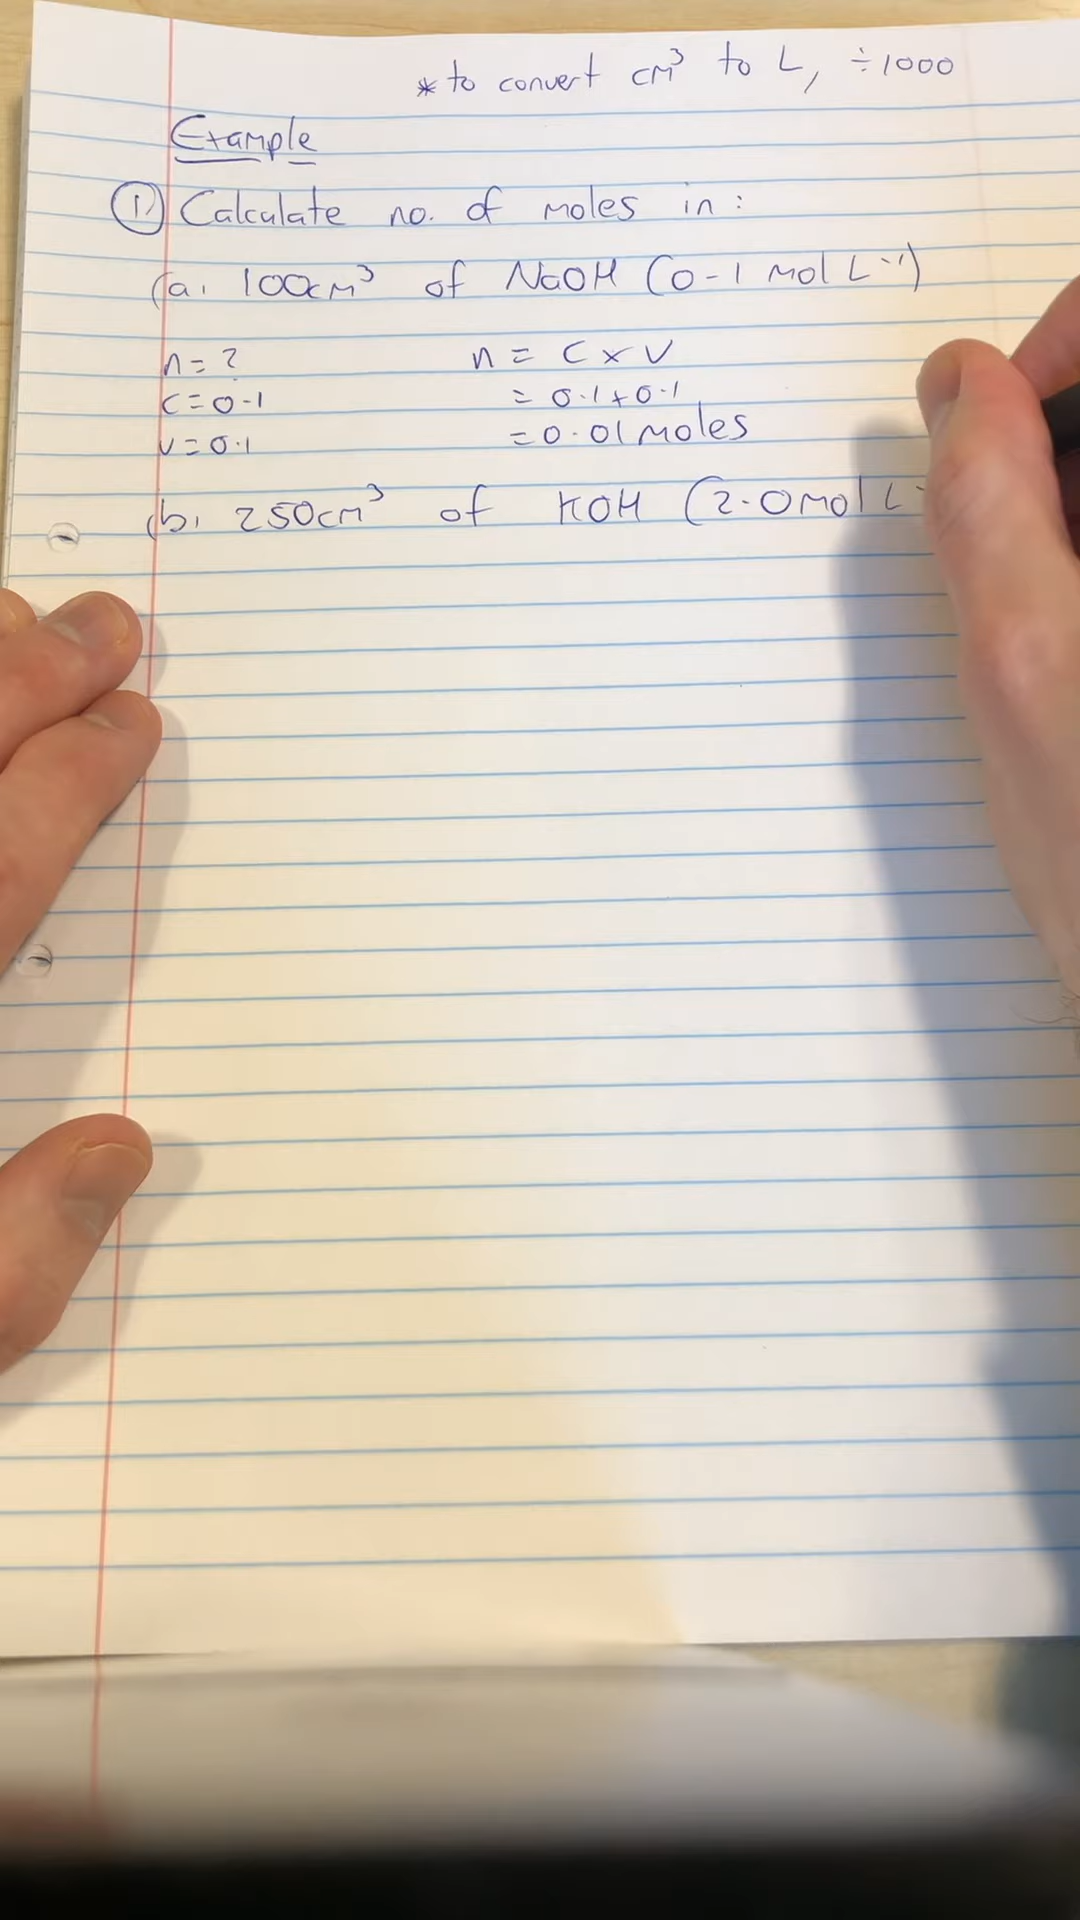 * to convert cm³ to L, ÷1000
Example
① Calculate no. of moles in :
(a) 100cm³ of NaOH (0-1 mol L⁻¹)
n = ?
n = C x V
C = 0-1
= 0.1 x 0.1
V = 0.1
= 0.01 moles
(b) 250cm³ of KOH (2.0 mol L⁻